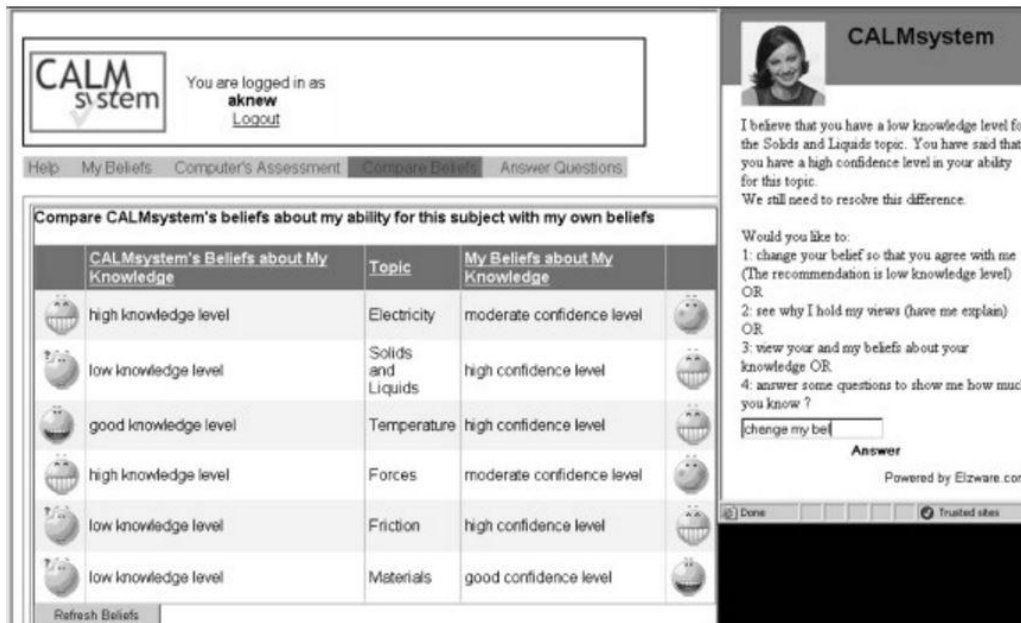 CALM
system
You are logged in as
aknew
Logout
Help My Beliefs Computer's Assessment Compare Beliefs Answer Questions
Compare CALMsystem's beliefs about my ability for this subject with my own beliefs
CALMsystem's Beliefs about My Knowledge Topic My Beliefs about My Knowledge
high knowledge level Electricity moderate confidence level
low knowledge level Solids and Liquids high confidence level
good knowledge level Temperature high confidence level
high knowledge level Forces moderate confidence level
low knowledge level Friction high confidence level
low knowledge level Materials good confidence level
Refresh Beliefs
CALMsystem
I believe that you have a low knowledge level fo
the Solids and Liquids topic. You have said that
you have a high confidence level in your ability
for this topic.
We still need to resolve this difference.
Would you like to:
1: change your belief so that you agree with me
(The recommendation is low knowledge level)
OR
2: see why I hold my views (have me explain)
OR
3: view your and my beliefs about your
knowledge OR
4: answer some questions to show me how much
you know ?
chenge my bel
Answer
Powered by Elzware.com
Done Trusted sites